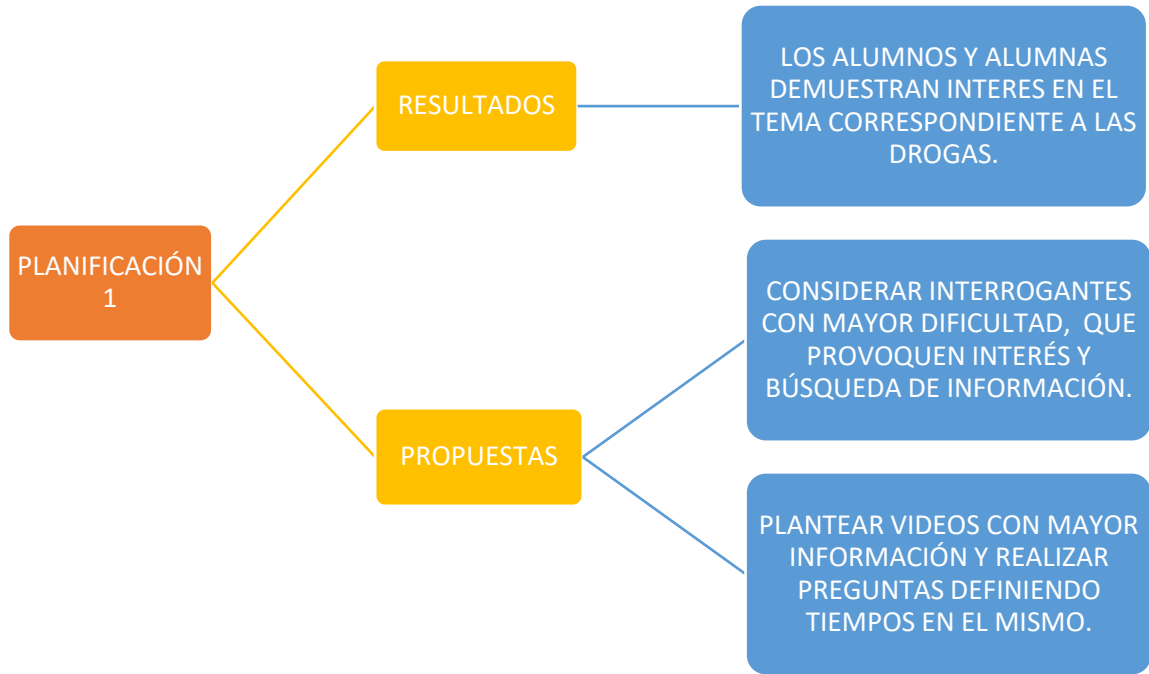 PLANIFICACIÓN
1
RESULTADOS
LOS ALUMNOS Y ALUMNAS
DEMUESTRAN INTERES EN EL
TEMA CORRESPONDIENTE A LAS
DROGAS.
PROPUESTAS
CONSIDERAR INTERROGANTES
CON MAYOR DIFICULTAD, QUE
PROVOQUEN INTERÉS Y
BÚSQUEDA DE INFORMACIÓN.
PLANTEAR VIDEOS CON MAYOR
INFORMACIÓN Y REALIZAR
PREGUNTAS DEFINIENDO
TIEMPOS EN EL MISMO.